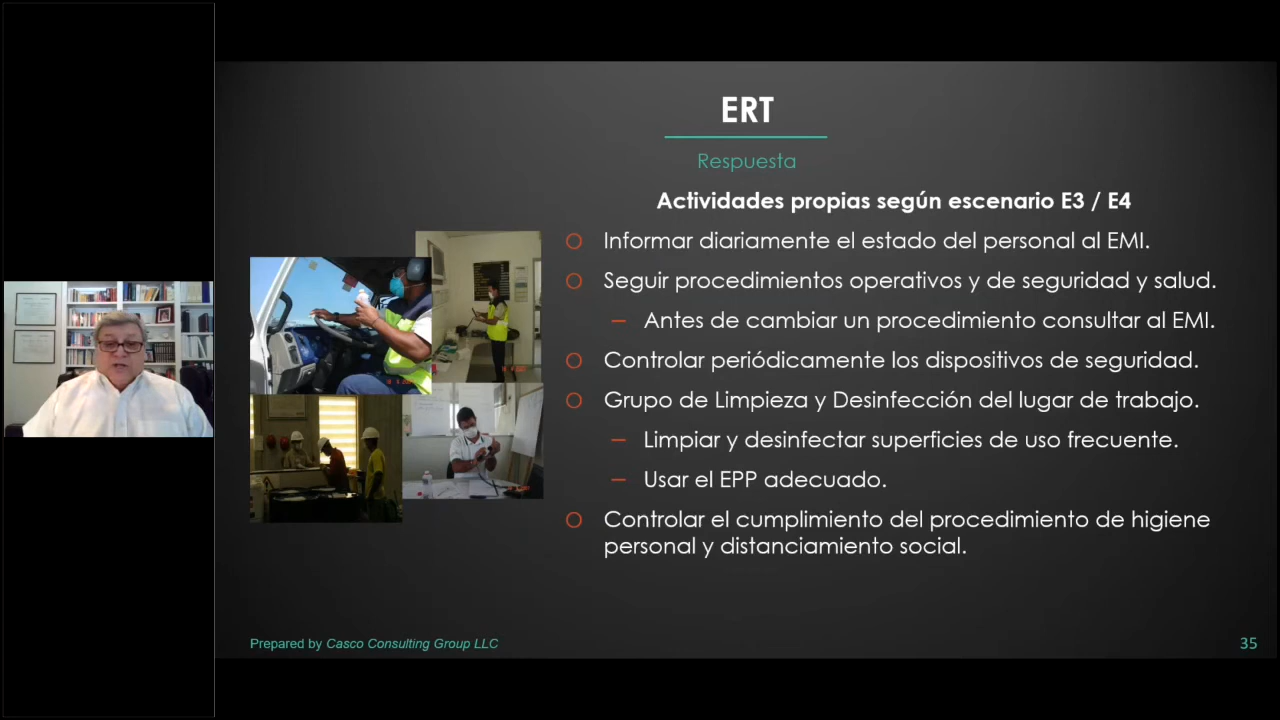 ERT
Respuesta
Actividades propias según escenario E3 / E4
O Informar diariamente el estado del personal al EMI.
O Seguir procedimientos operativos y de seguridad y salud.
– Antes de cambiar un procedimiento consultar al EMI.
O Controlar periódicamente los dispositivos de seguridad.
O Grupo de Limpieza y Desinfección del lugar de trabajo.
– Limpiar y desinfectar superficies de uso frecuente.
– Usar el EPP adecuado.
O Controlar el cumplimiento del procedimiento de higiene
personal y distanciamiento social.
Prepared by Casco Consulting Group LLC
35